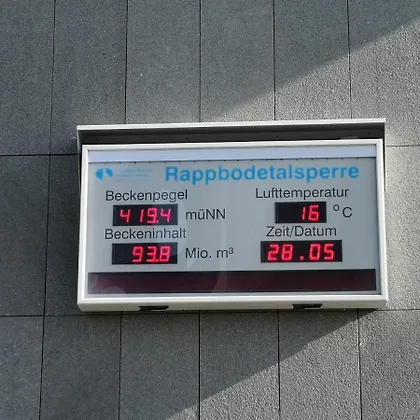 Rappbodetalsperre
Beckenpegel Lufttemperatur
419.4 müNN 16 °C
Beckeninhalt Zeit/Datum
93.8 Mio. m³ 28.05